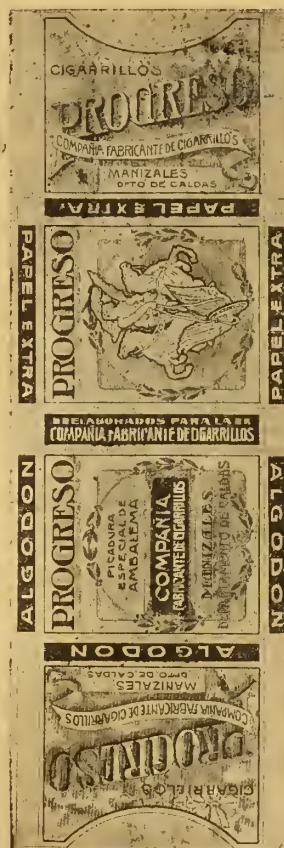 CIGARRILLOS
PROGRESO
COMPAÑIA FABRICANTE DE CIGARRILLOS
MANIZALES
DPTO DE CALDAS
PAPEL EXTRA.
PAPEL EXTRA
PROGRESO
PAPEL EXTRA
ELABORADOS PARA LA
COMPAÑIA FABRICANTE DE CIGARRILLOS
ALGODON
PROGRESO
PICADURA
ESPECIAL DE
AMBALEMA
COMPAÑIA
FABRICANTE DE CIGARRILLOS
MANIZALES
DEPARTAMENTO DE CALDAS
ALGODON
ALGODON
MANIZALES
DPTO DE CALDAS
COMPAÑIA FABRICANTE DE CIGARRILLOS
PROGRESO
CIGARRILLOS